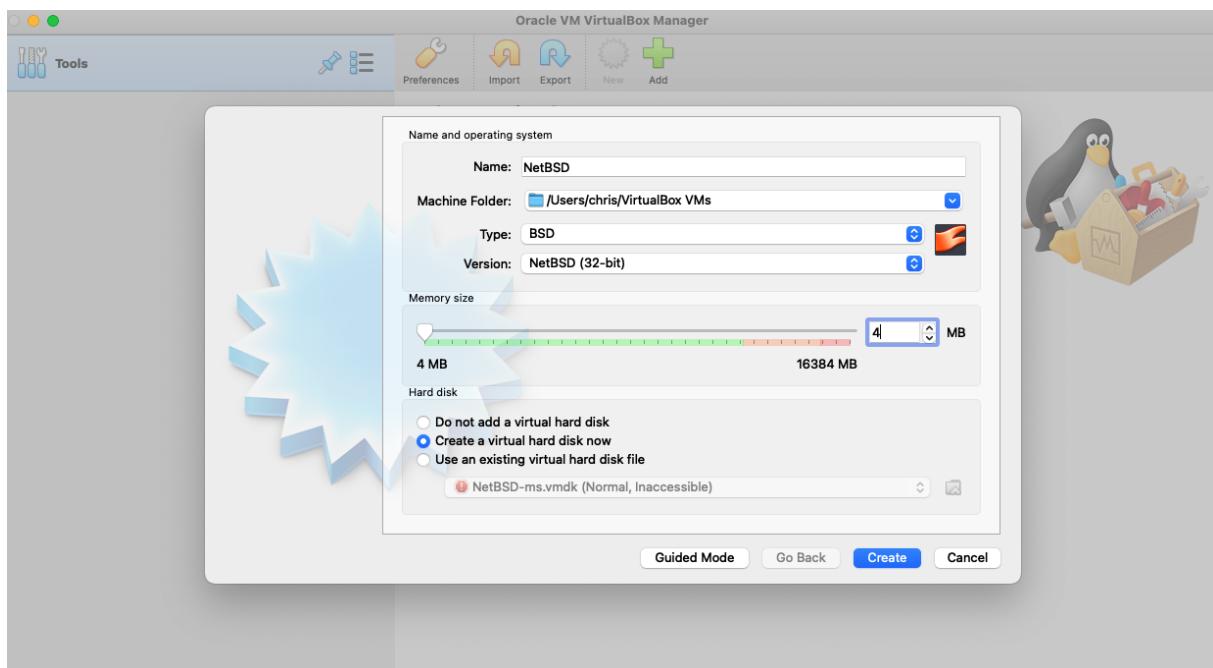 Oracle VM VirtualBox Manager
Tools
Preferences Import Export New Add
Name and operating system
Name: NetBSD
Machine Folder: /Users/chris/VirtualBox VMs
Type: BSD
Version: NetBSD (32-bit)
Memory size
4 MB
4 MB 16384 MB
Hard disk
Do not add a virtual hard disk
Create a virtual hard disk now
Use an existing virtual hard disk file
NetBSD-ms.vmdk (Normal, Inaccessible)
Guided Mode Go Back Create Cancel